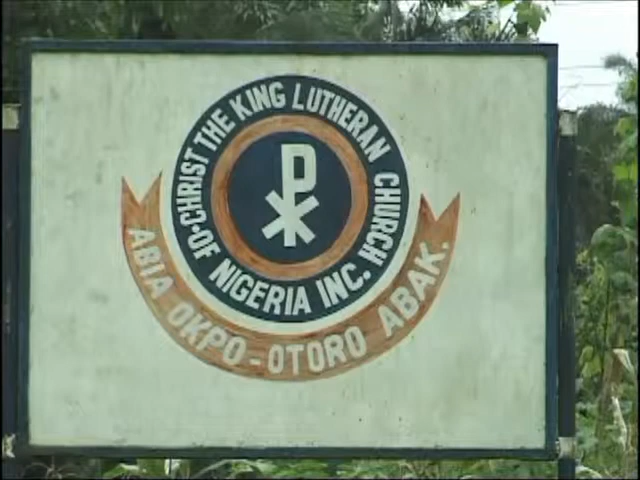 CHRIST THE KING LUTHERAN CHURCH.
-OF NIGERIA INC.
ABIA OKPO-OTORO ABAK.